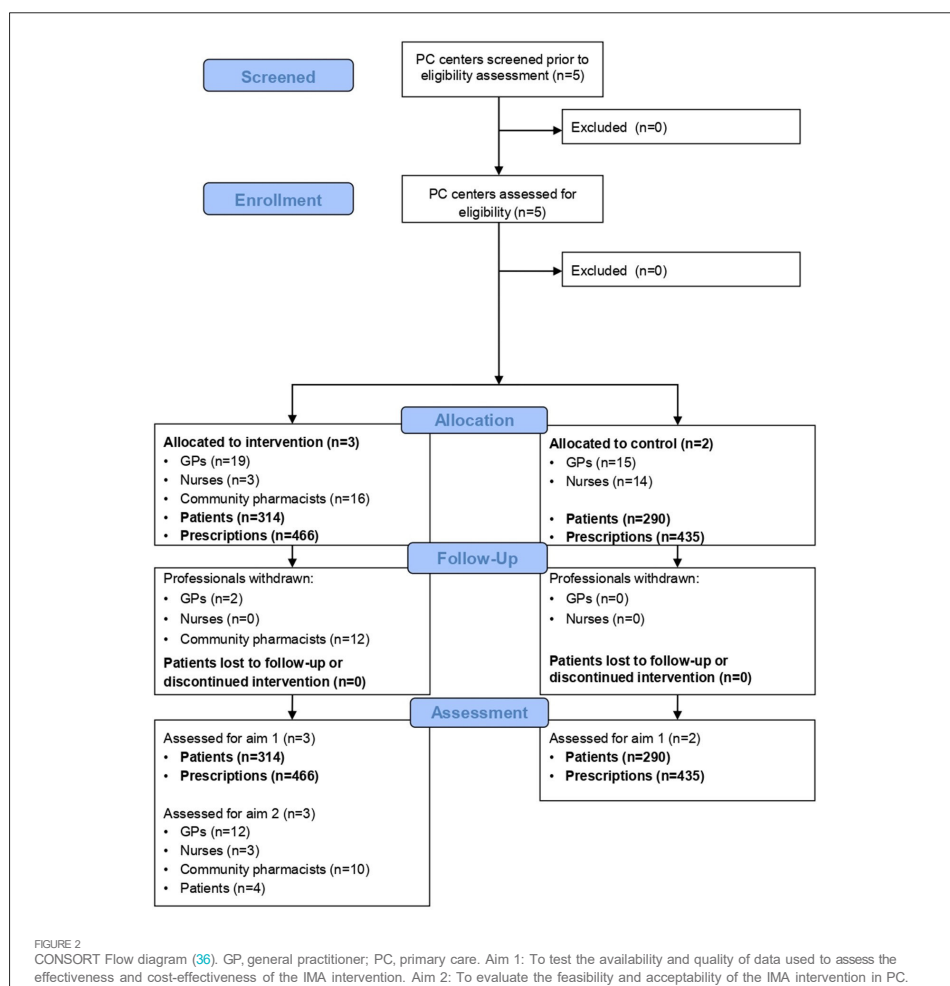 PC centers screened prior to
eligibility assessment (n=5)
Screened
Excluded (n=0)
PC centers assessed for
eligibility (n=5)
Enrollment
Excluded (n=0)
Allocation
Allocated to intervention (n=3)
• GPs (n=19)
• Nurses (n=3)
• Community pharmacists (n=16)
• Patients (n=314)
• Prescriptions (n=466)
Allocated to control (n=2)
• GPs (n=15)
• Nurses (n=14)
• Patients (n=290)
• Prescriptions (n=435)
Follow-Up
Professionals withdrawn:
• GPs (n=2)
• Nurses (n=0)
• Community pharmacists (n=12)
Patients lost to follow-up or
discontinued intervention (n=0)
Professionals withdrawn:
• GPs (n=0)
• Nurses (n=0)
Patients lost to follow-up or
discontinued intervention (n=0)
Assessment
Assessed for aim 1 (n=3)
• Patients (n=314)
• Prescriptions (n=466)
Assessed for aim 2 (n=3)
• GPs (n=12)
• Nurses (n=3)
• Community pharmacists (n=10)
• Patients (n=4)
Assessed for aim 1 (n=2)
• Patients (n=290)
• Prescriptions (n=435)
FIGURE 2
CONSORT Flow diagram (36). GP, general practitioner; PC, primary care. Aim 1: To test the availability and quality of data used to assess the
effectiveness and cost-effectiveness of the IMA intervention. Aim 2: To evaluate the feasibility and acceptability of the IMA intervention in PC.